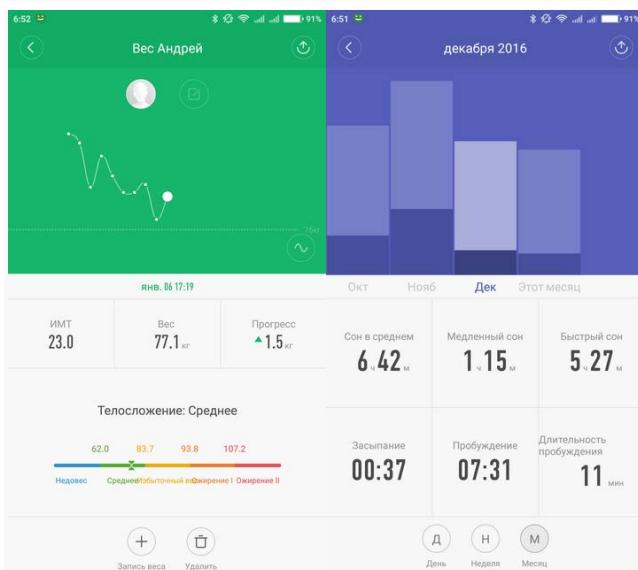 6:52 91%
Вес Андрей
75кг
янв. 06 17:19
ИМТ Вес Прогресс
23.0 77.1 кг 1.5 кг
Телосложение: Среднее
62.0 83.7 93.8 107.2
Недовес Среднее Избыточный вес Ожирение I Ожирение II
Запись веса Удалить
6:51 91%
декабря 2016
Окт Нояб Дек Этот месяц
Сон в среднем Медленный сон Быстрый сон
6 ч 42 м 1 ч 15 м 5 ч 27 м
Засыпание Пробуждение Длительность
пробуждения
00:37 07:31 11 мин
Д Н М
День Неделя Месяц